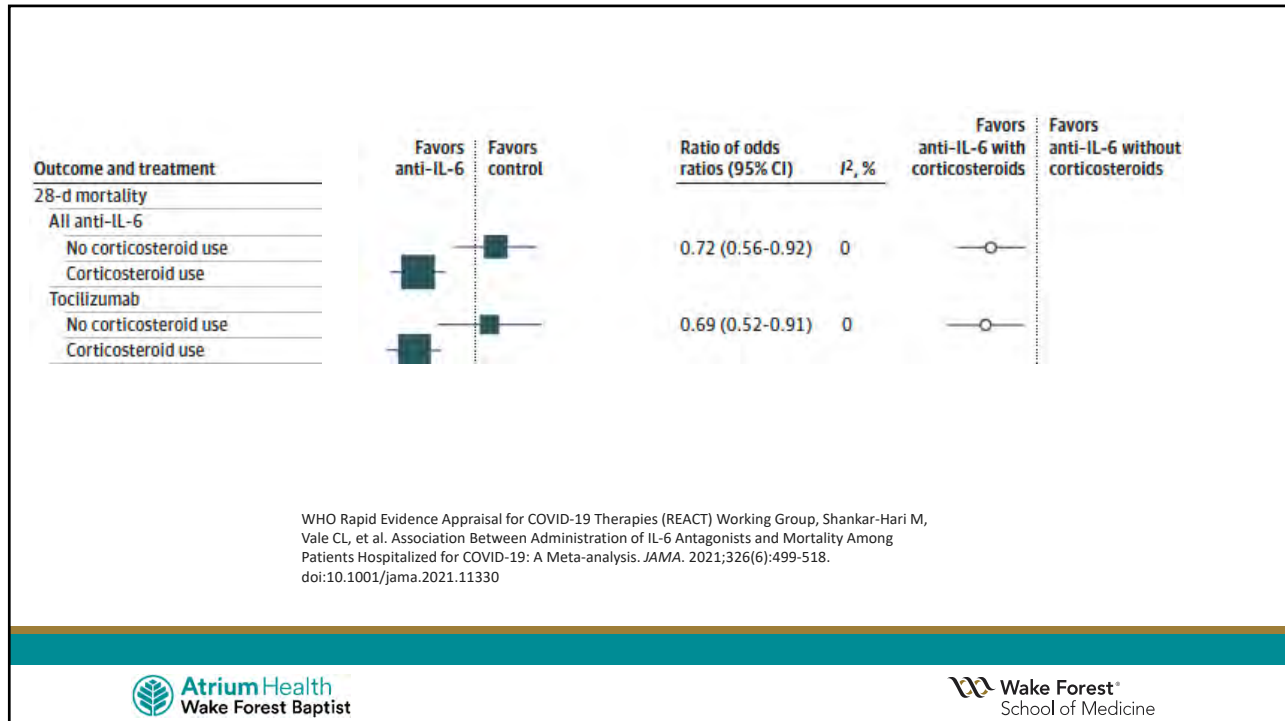 Outcome and treatment
Favors anti-IL-6
Favors control
Ratio of odds ratios (95% CI)
I², %
Favors anti-IL-6 with corticosteroids
Favors anti-IL-6 without corticosteroids
28-d mortality
All anti-IL-6
No corticosteroid use 0.72 (0.56-0.92) 0
Corticosteroid use
Tocilizumab
No corticosteroid use 0.69 (0.52-0.91) 0
Corticosteroid use
WHO Rapid Evidence Appraisal for COVID-19 Therapies (REACT) Working Group, Shankar-Hari M,
Vale CL, et al. Association Between Administration of IL-6 Antagonists and Mortality Among
Patients Hospitalized for COVID-19: A Meta-analysis. JAMA. 2021;326(6):499-518.
doi:10.1001/jama.2021.11330
Atrium Health
Wake Forest Baptist
Wake Forest®
School of Medicine